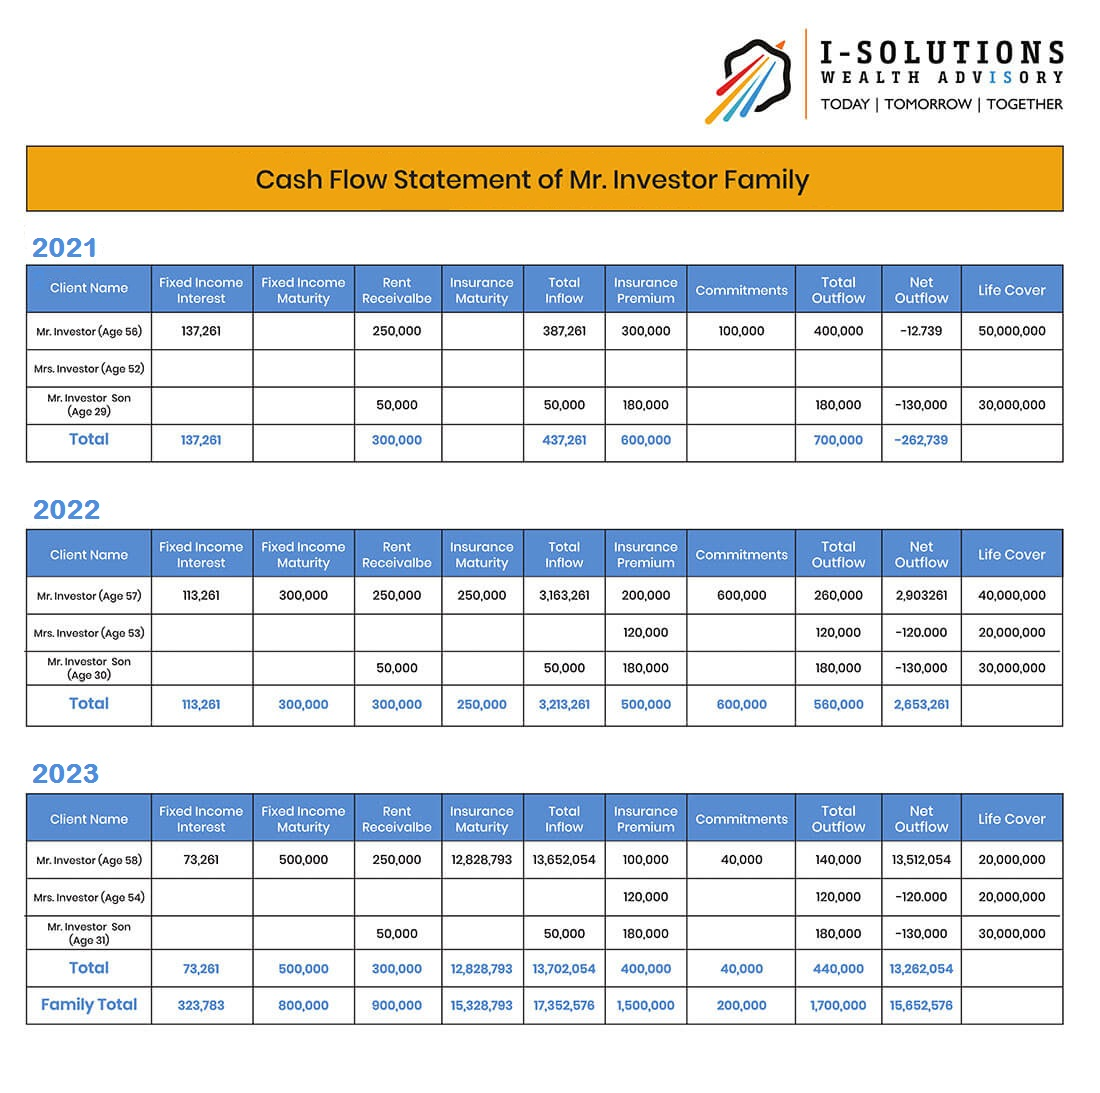 I-SOLUTIONS
WEALTH ADVISORY
TODAY | TOMORROW | TOGETHER
Cash Flow Statement of Mr. Investor Family
2021
Client Name Fixed Income Interest Fixed Income Maturity Rent Receivalbe Insurance Maturity Total Inflow Insurance Premium Commitments Total Outflow Net Outflow Life Cover
Mr. Investor (Age 56) 137,261 250,000 387,261 300,000 100,000 400,000 -12.739 50,000,000
Mrs. Investor (Age 52)
Mr. Investor Son (Age 29) 50,000 50,000 180,000 180,000 -130,000 30,000,000
Total 137,261 300,000 437,261 600,000 700,000 -262,739
2022
Client Name Fixed Income Interest Fixed Income Maturity Rent Receivalbe Insurance Maturity Total Inflow Insurance Premium Commitments Total Outflow Net Outflow Life Cover
Mr. Investor (Age 57) 113,261 300,000 250,000 250,000 3,163,261 200,000 600,000 260,000 2,903261 40,000,000
Mrs. Investor (Age 53) 120,000 120,000 -120.000 20,000,000
Mr. Investor Son (Age 30) 50,000 50,000 180,000 180,000 -130,000 30,000,000
Total 113,261 300,000 300,000 250,000 3,213,261 500,000 600,000 560,000 2,653,261
2023
Client Name Fixed Income Interest Fixed Income Maturity Rent Receivalbe Insurance Maturity Total Inflow Insurance Premium Commitments Total Outflow Net Outflow Life Cover
Mr. Investor (Age 58) 73,261 500,000 250,000 12,828,793 13,652,054 100,000 40,000 140,000 13,512,054 20,000,000
Mrs. Investor (Age 54) 120,000 120,000 -120.000 20,000,000
Mr. Investor Son (Age 31) 50,000 50,000 180,000 180,000 -130,000 30,000,000
Total 73,261 500,000 300,000 12,828,793 13,702,054 400,000 40,000 440,000 13,262,054
Family Total 323,783 800,000 900,000 15,328,793 17,352,576 1,500,000 200,000 1,700,000 15,652,576